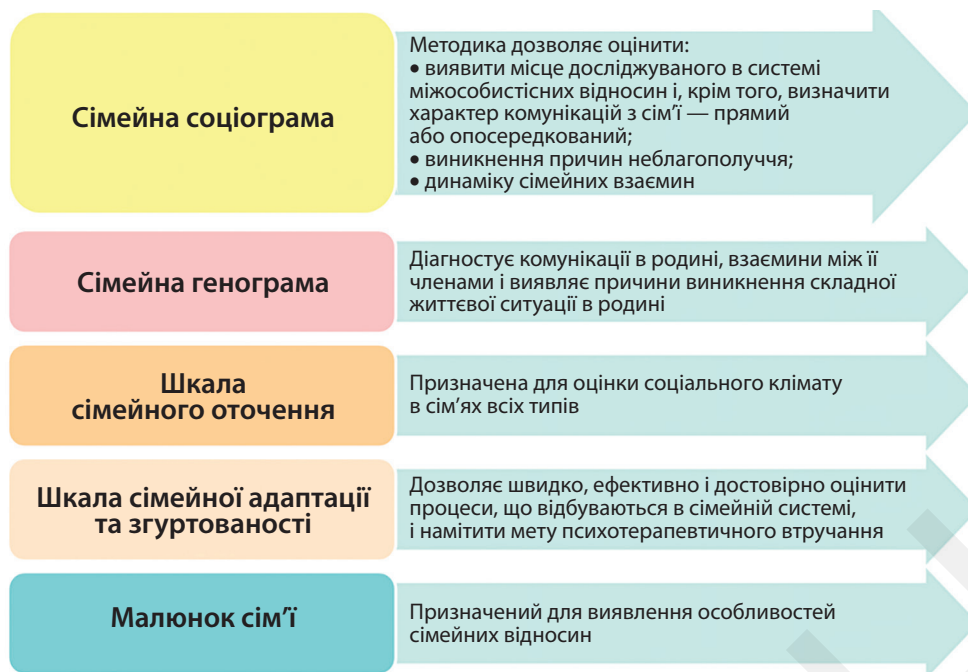 Сімейна соціограма
Методика дозволяє оцінити:
• виявити місце досліджуваного в системі
міжособистісних відносин і, крім того, визначити
характер комунікацій з сім’ї — прямий
або опосередкований;
• виникнення причин неблагополуччя;
• динаміку сімейних взаємин
Сімейна генограма
Діагностує комунікації в родині, взаємини між її
членами і виявляє причини виникнення складної
життєвої ситуації в родині
Шкала
сімейного оточення
Призначена для оцінки соціального клімату
в сім’ях всіх типів
Шкала сімейної адаптації
та згуртованості
Дозволяє швидко, ефективно і достовірно оцінити
процеси, що відбуваються в сімейній системі,
і намітити мету психотерапевтичного втручання
Малюнок сім’ї
Призначений для виявлення особливостей
сімейних відносин